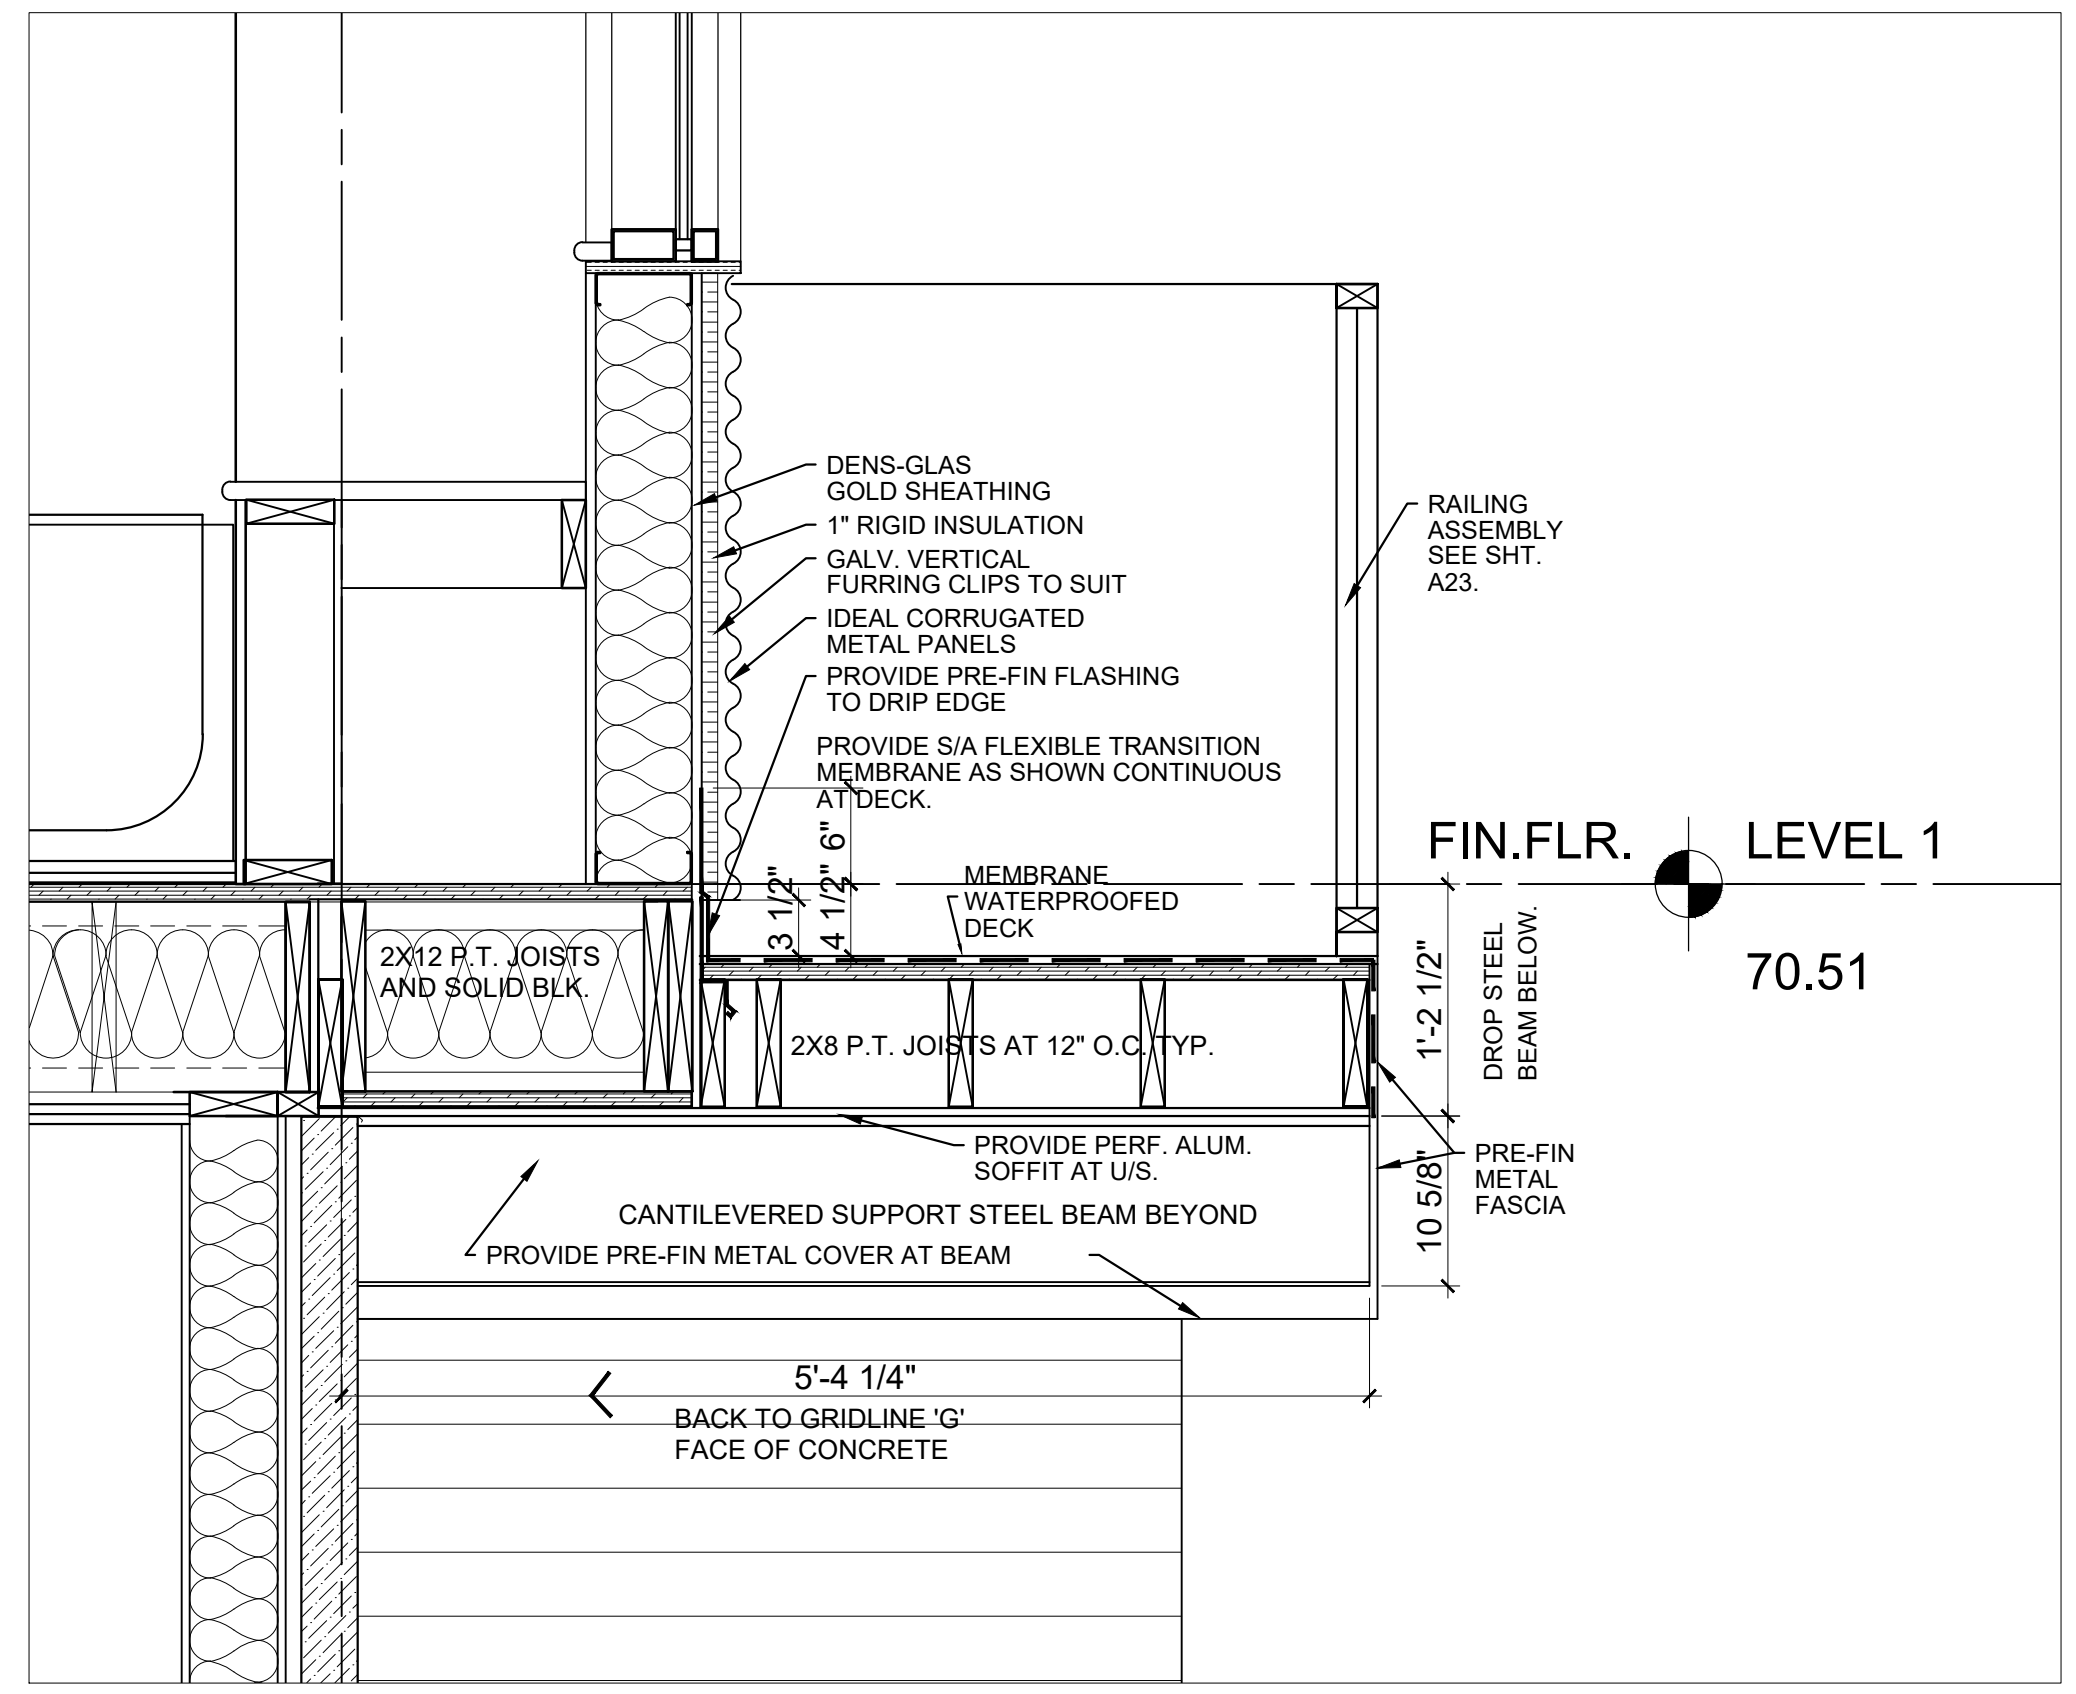 DENS-GLAS
GOLD SHEATHING
1" RIGID INSULATION
GALV. VERTICAL
FURRING CLIPS TO SUIT
IDEAL CORRUGATED
METAL PANELS
PROVIDE PRE-FIN FLASHING
TO DRIP EDGE
PROVIDE S/A FLEXIBLE TRANSITION
MEMBRANE AS SHOWN CONTINUOUS
AT DECK.
RAILING
ASSEMBLY
SEE SHT.
A23.
6"
3 1/2"
4 1/2"
MEMBRANE
WATERPROOFED
DECK
FIN.FLR.
LEVEL 1
70.51
1'-2 1/2"
DROP STEEL
BEAM BELOW.
2X12 P.T. JOISTS
AND SOLID BLK.
2X8 P.T. JOISTS AT 12" O.C. TYP.
PROVIDE PERF. ALUM.
SOFFIT AT U/S.
10 5/8"
PRE-FIN
METAL
FASCIA
CANTILEVERED SUPPORT STEEL BEAM BEYOND
PROVIDE PRE-FIN METAL COVER AT BEAM
5'-4 1/4"
BACK TO GRIDLINE 'G'
FACE OF CONCRETE